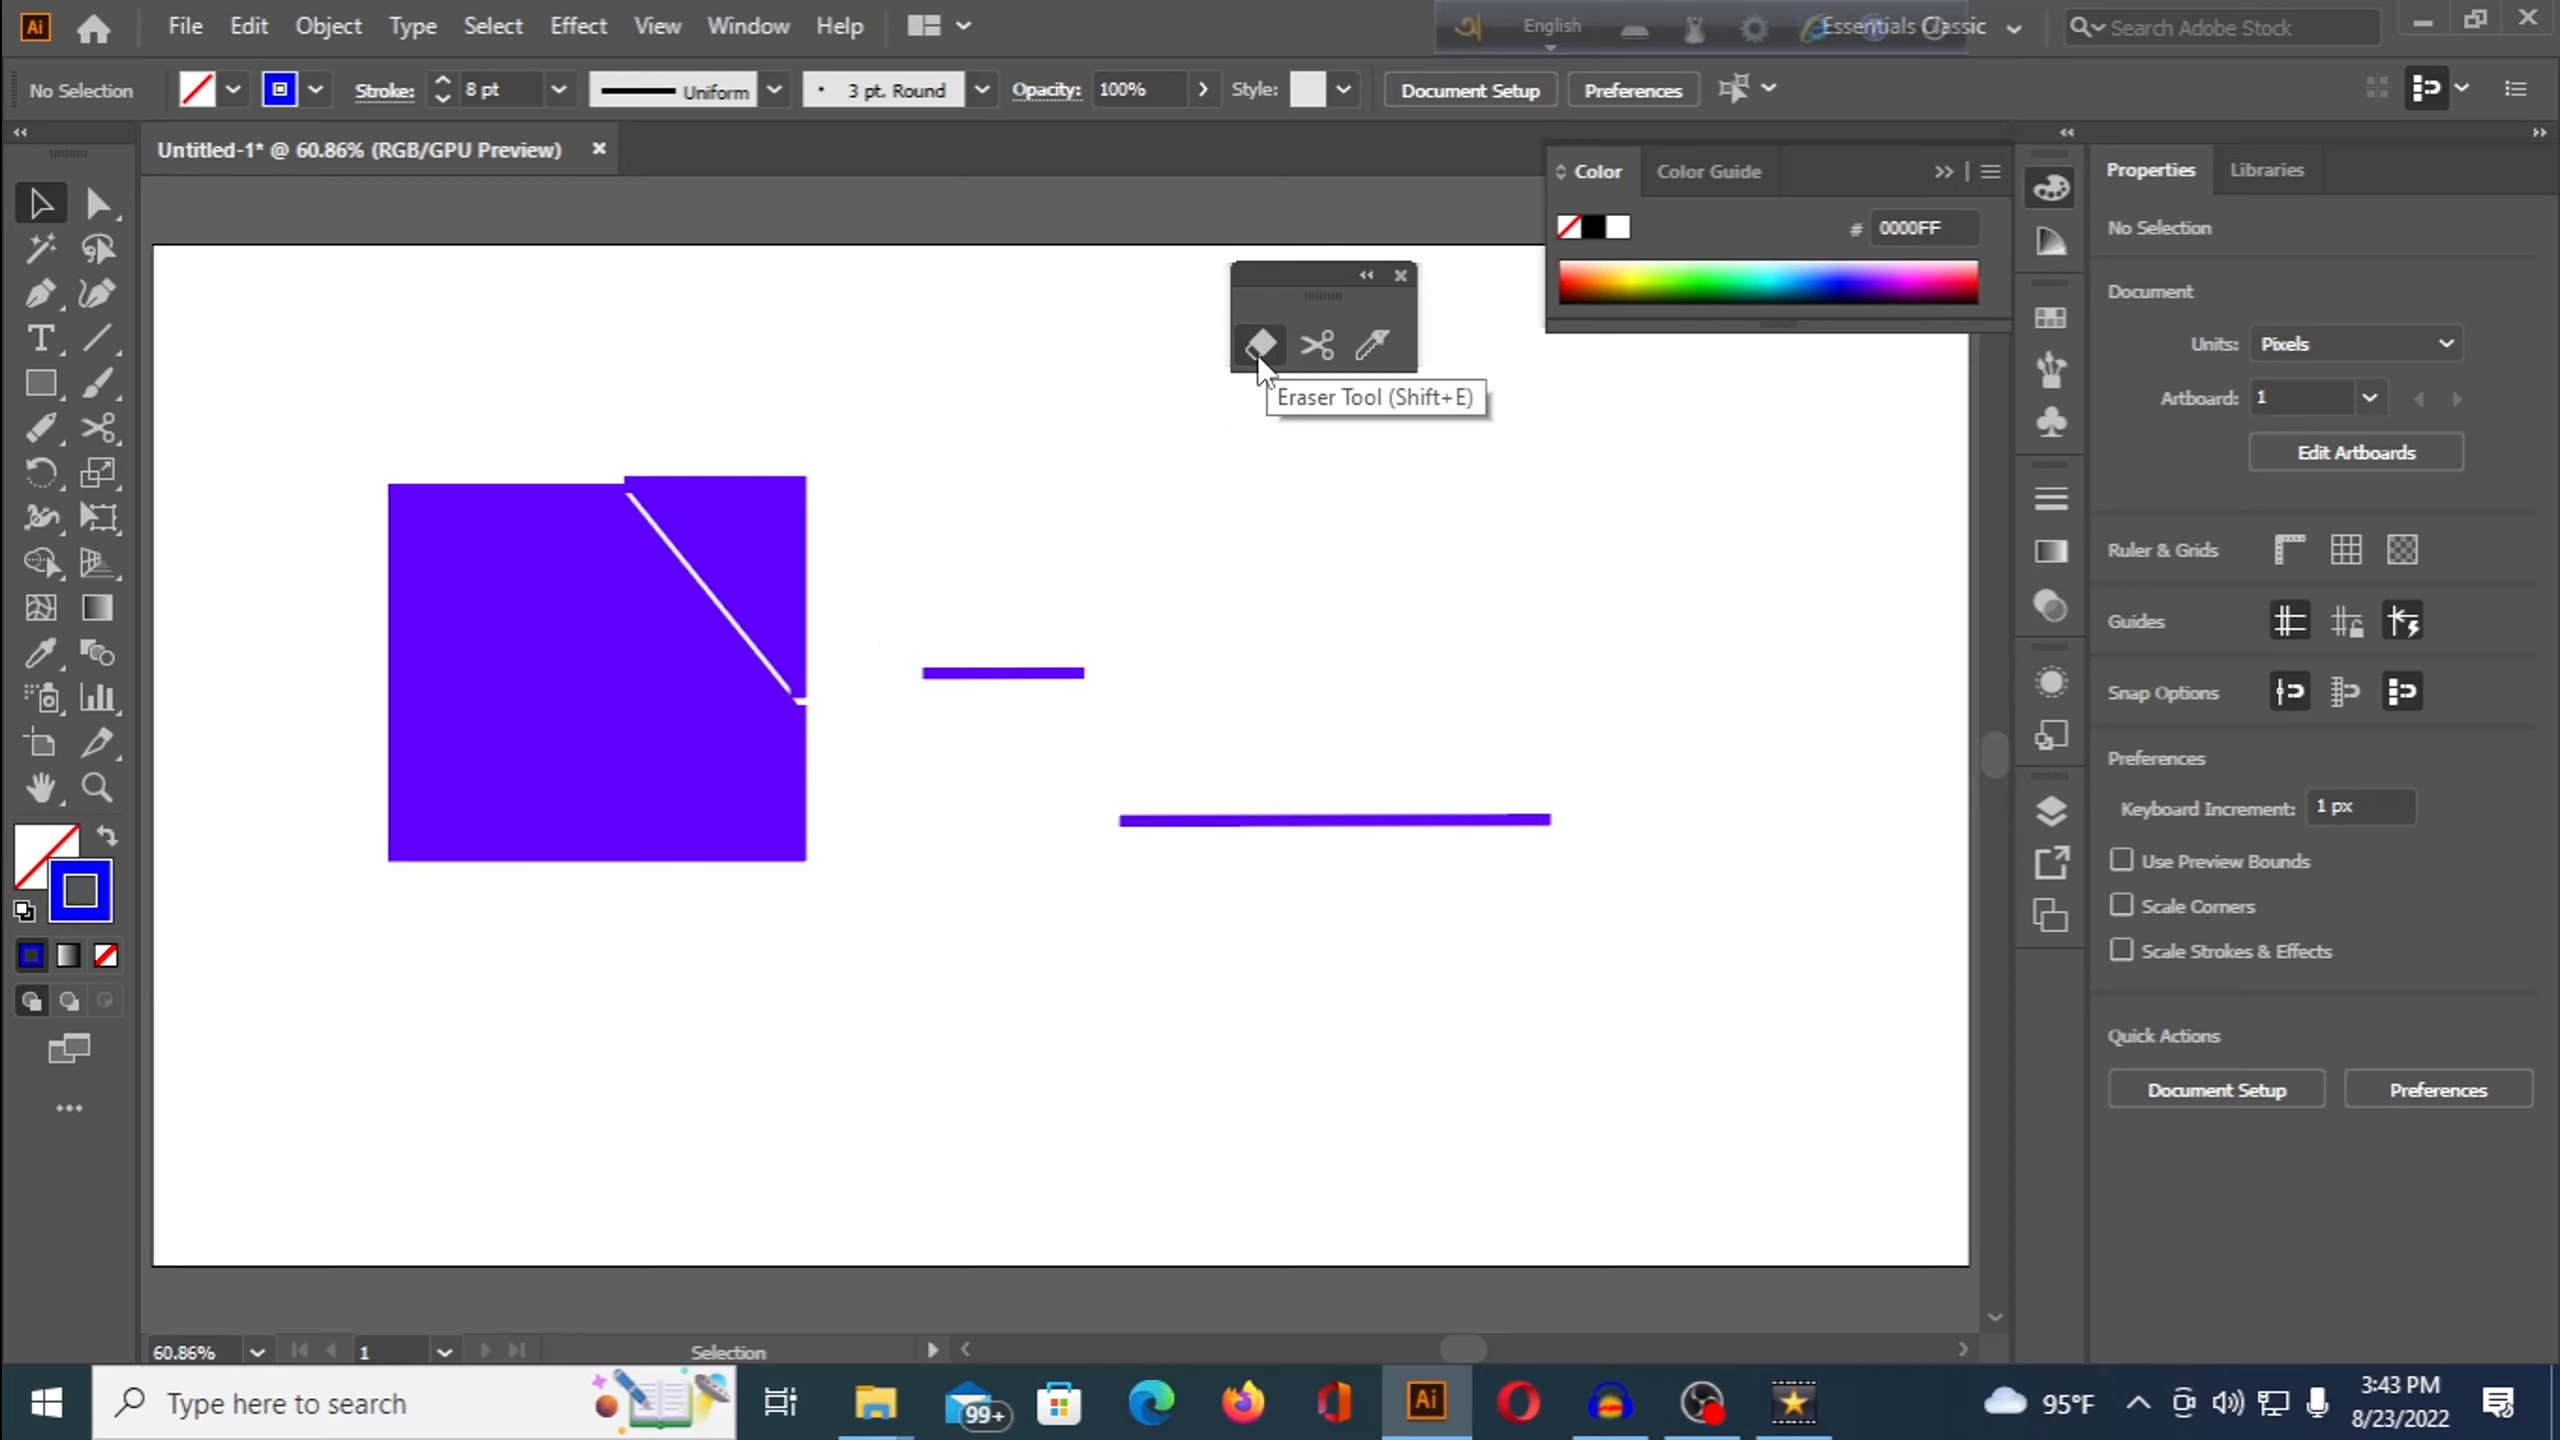 Ai File Edit Object Type Select Effect View Window Help
English Essentials Classic Search Adobe Stock
No Selection Stroke: 8 pt Uniform 3 pt. Round Opacity: 100% Style: Document Setup Preferences
Untitled-1* @ 60.86% (RGB/GPU Preview)
Color Color Guide
# 0000FF
Eraser Tool (Shift+E)
Properties Libraries
No Selection
Document
Units: Pixels
Artboard: 1
Edit Artboards
Ruler & Grids
Guides
Snap Options
Preferences
Keyboard Increment: 1 px
Use Preview Bounds
Scale Corners
Scale Strokes & Effects
Quick Actions
Document Setup Preferences
60.86% 1 Selection
Type here to search
99+
Ai
95°F
3:43 PM
8/23/2022